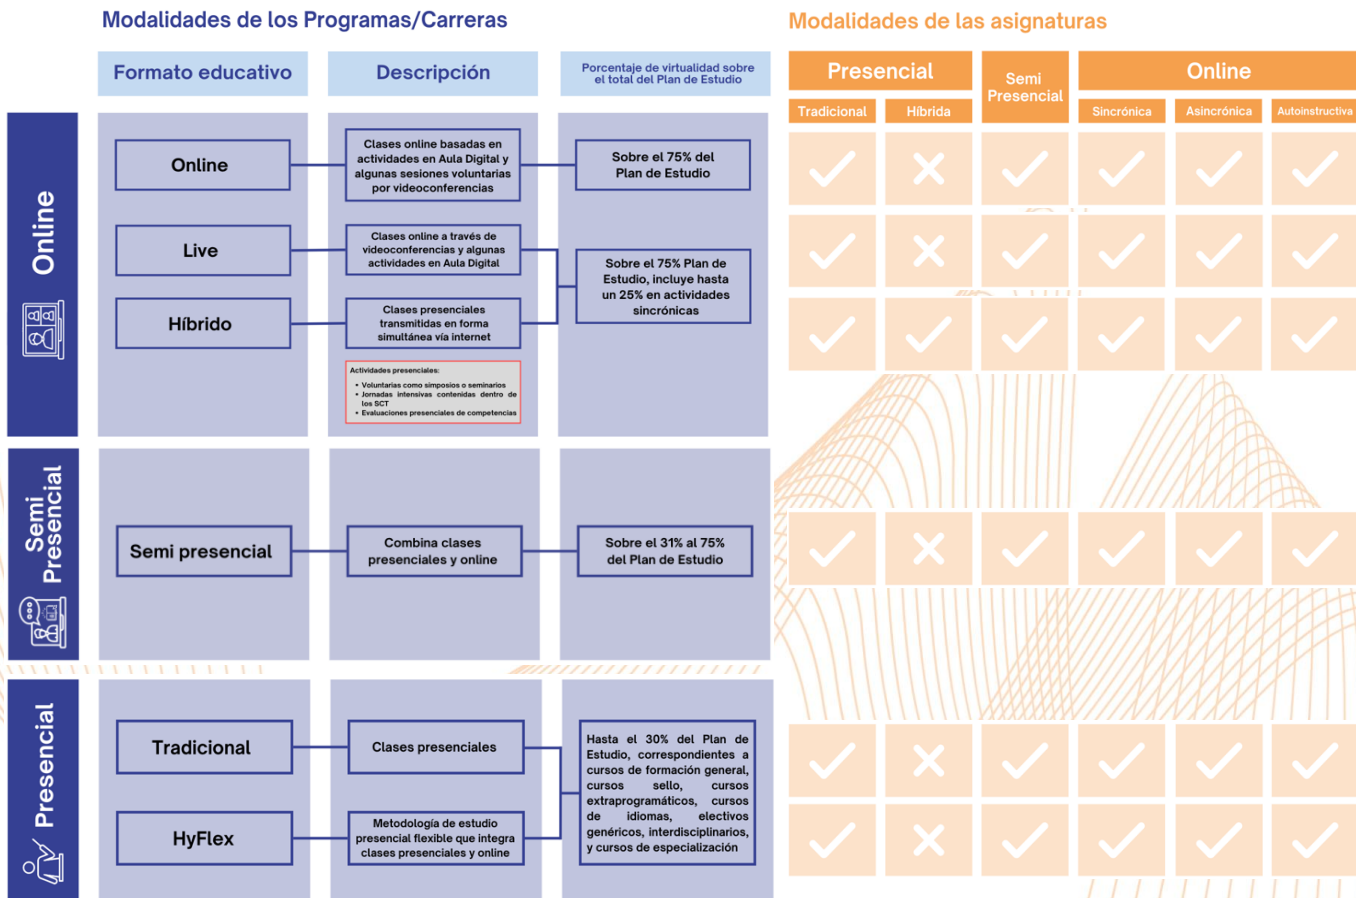 Modalidades de los Programas/Carreras
Modalidades de las asignaturas
Formato educativo
Descripción
Porcentaje de virtualidad sobre
el total del Plan de Estudio
Presencial
Semi
Presencial
Online
Tradicional
Híbrida
Sincrónica
Asincrónica
Autoinstructiva
Online
Online
Clases online basadas en
actividades en Aula Digital y
algunas sesiones voluntarias
por videoconferencias
Sobre el 75% del
Plan de Estudio
Live
Clases online a través de
videoconferencias y algunas
actividades en Aula Digital
Sobre el 75% Plan de
Estudio, incluye hasta
un 25% en actividades
sincrónicas
Híbrido
Clases presenciales
transmitidas en forma
simultánea vía internet
Actividades presenciales:
• Voluntarias como simposios o seminarios
• Jornadas intensivas contenidas dentro de
los SCT
• Evaluaciones presenciales de competencias
Semi
Presencial
Semi presencial
Combina clases
presenciales y online
Sobre el 31% al 75%
del Plan de Estudio
Presencial
Tradicional
Clases presenciales
Hasta el 30% del Plan de
Estudio, correspondientes a
cursos de formación general,
cursos sello, cursos
extraprogramáticos, cursos
de idiomas, electivos
genéricos, interdisciplinarios,
y cursos de especialización
HyFlex
Metodología de estudio
presencial flexible que integra
clases presenciales y online